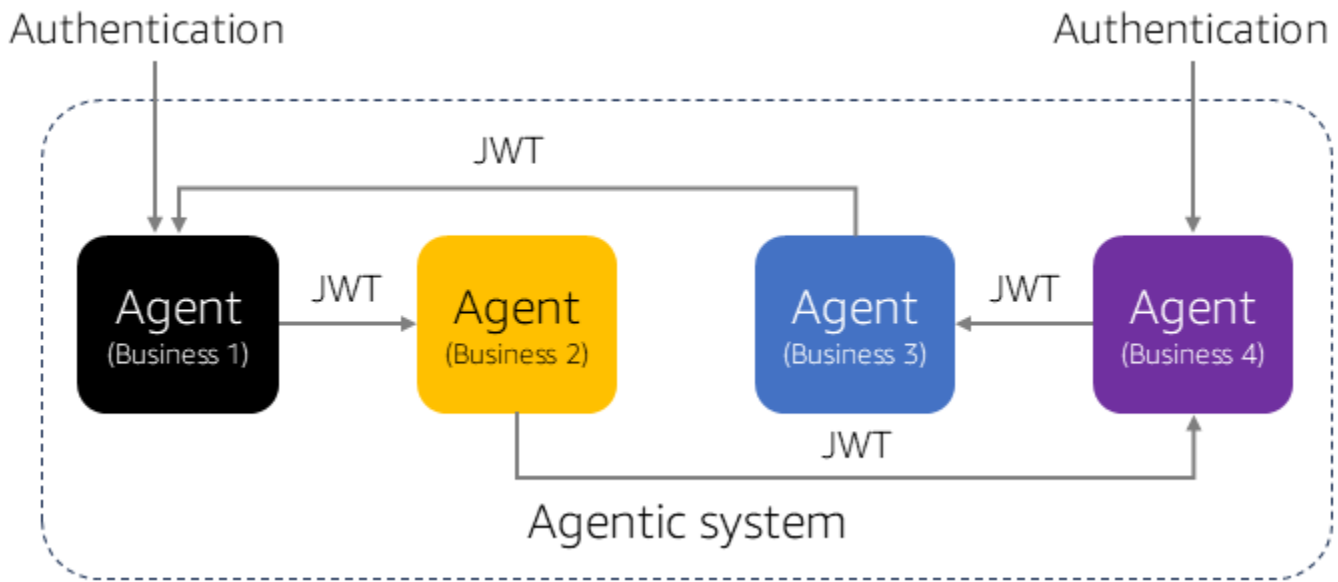 Authentication
Authentication
JWT
JWT
JWT
Agent
(Business 1)
Agent
(Business 2)
Agent
(Business 3)
Agent
(Business 4)
JWT
Agentic system